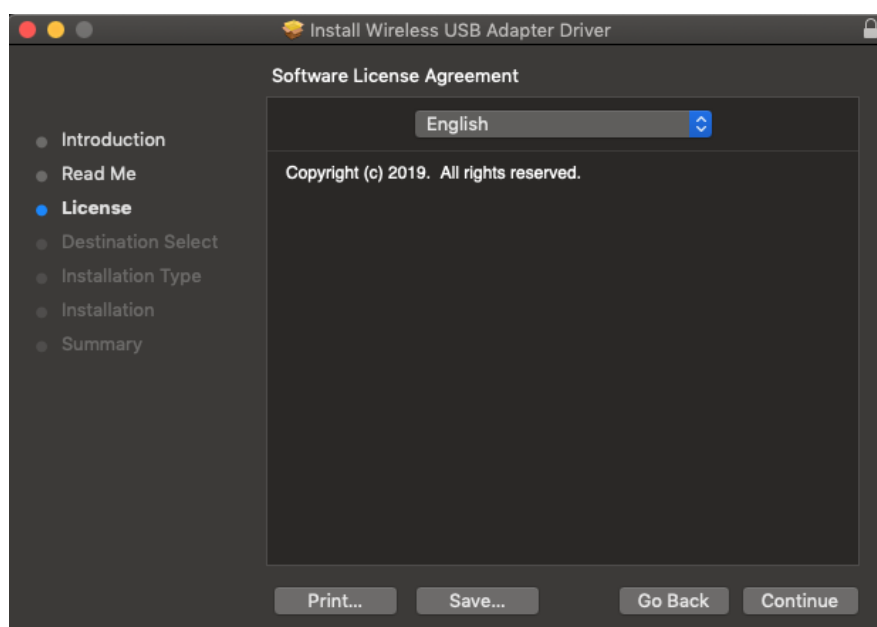 Install Wireless USB Adapter Driver
Software License Agreement
English
Introduction
Read Me
License
Destination Select
Installation Type
Installation
Summary
Copyright (c) 2019.  All rights reserved.
Print...
Save...
Go Back
Continue